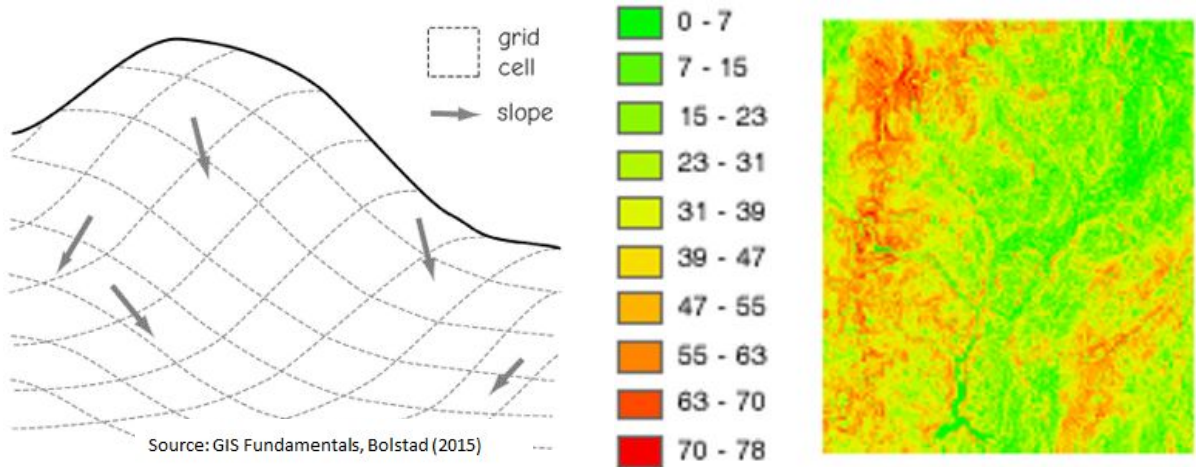 grid
cell
slope
Source: GIS Fundamentals, Bolstad (2015)
0 - 7
7 - 15
15 - 23
23 - 31
31 - 39
39 - 47
47 - 55
55 - 63
63 - 70
70 - 78